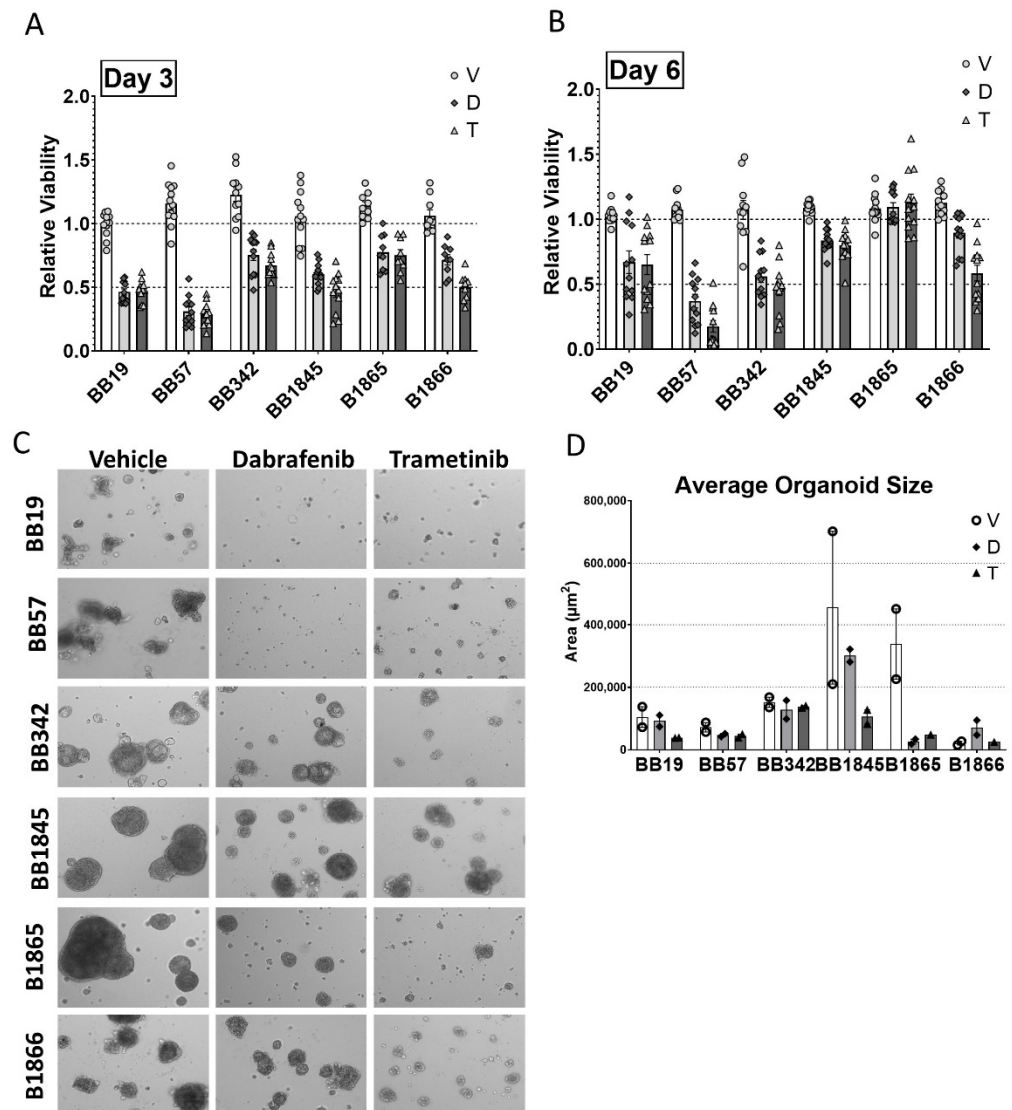 A
Day 3
V
D
T
Relative Viability
2.0
1.5
1.0
0.5
0.0
BB19
BB57
BB342
BB1845
B1865
B1866
B
Day 6
V
D
T
Relative Viability
2.0
1.5
1.0
0.5
0.0
BB19
BB57
BB342
BB1845
B1865
B1866
C
Vehicle Dabrafenib Trametinib
BB19
BB57
BB342
BB1845
B1865
B1866
D
Average Organoid Size
V
D
T
Area (µm²)
800,000
600,000
400,000
200,000
0
BB19 BB57 BB342 BB1845 B1865 B1866